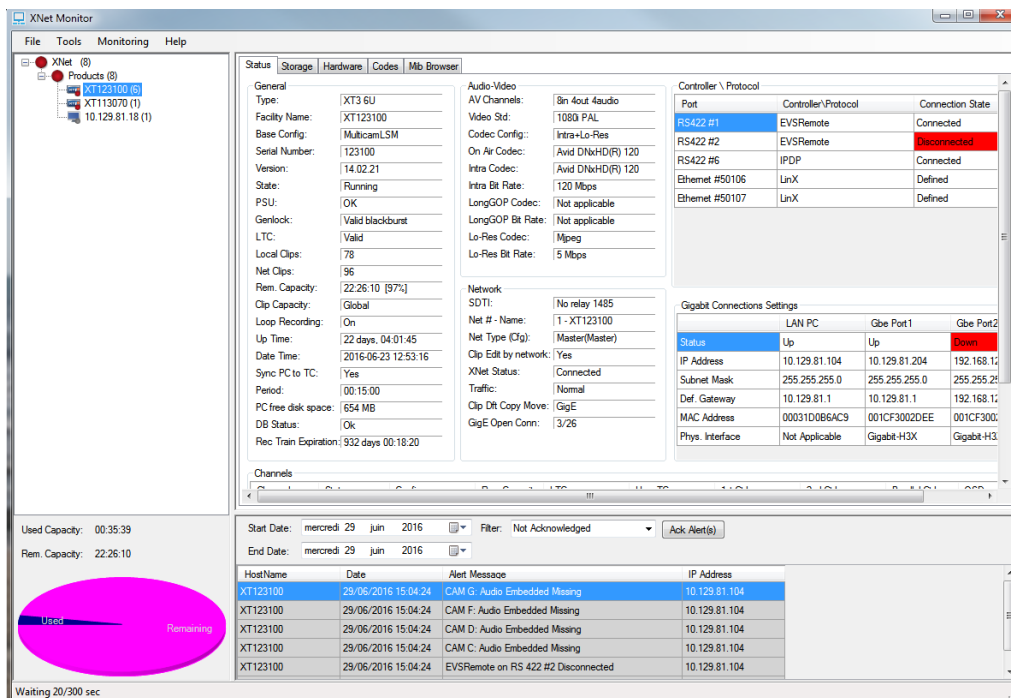 XNet Monitor
File Tools Monitoring Help
XNet (8)
Products (8)
XT123100 (6)
XT113070 (1)
10.129.81.18 (1)
Status Storage Hardware Codes Mib Browser
General
Type: XT3 6U
Facility Name: XT123100
Base Config: MulticamLSM
Serial Number: 123100
Version: 14.02.21
State: Running
PSU: OK
Genlock: Valid blackburst
LTC: Valid
Local Clips: 78
Net Clips: 96
Rem. Capacity: 22:26:10 [97%]
Clip Capacity: Global
Loop Recording: On
Up Time: 22 days, 04:01:45
Date Time: 2016-06-23 12:53:16
Sync PC to TC: Yes
Period: 00:15:00
PC free disk space: 654 MB
DB Status: Ok
Rec Train Expiration: 932 days 00:18:20
Audio-Video
AV Channels: 8in 4out 4audio
Video Std: 1080i PAL
Codec Config:: Intra+Lo-Res
On Air Codec: Avid DNxHD(R) 120
Intra Codec: Avid DNxHD(R) 120
Intra Bit Rate: 120 Mbps
LongGOP Codec: Not applicable
LongGOP Bit Rate: Not applicable
Lo-Res Codec: Mjpeg
Lo-Res Bit Rate: 5 Mbps
Network
SDTI: No relay 1485
Net # - Name: 1 - XT123100
Net Type (Cfg): Master(Master)
Clip Edit by network: Yes
XNet Status: Connected
Traffic: Normal
Clip Dft Copy Move: GigE
GigE Open Conn: 3/26
Controller \ Protocol
Port Controller\Protocol Connection State
RS422 #1 EVSRemote Connected
RS422 #2 EVSRemote Disconnected
RS422 #6 IPDP Connected
Ethernet #50106 LinX Defined
Ethernet #50107 LinX Defined
Gigabit Connections Settings
LAN PC Gbe Port1 Gbe Port2
Status Up Up Down
IP Address 10.129.81.104 10.129.81.204 192.168.12
Subnet Mask 255.255.255.0 255.255.255.0 255.255.25
Def. Gateway 10.129.81.1 10.129.81.1 192.168.12
MAC Address 00031D0B6AC9 001CF3002DEE 001CF3002
Phys. Interface Not Applicable Gigabit-H3X Gigabit-H3
Channels
Used Capacity: 00:35:39
Rem. Capacity: 22:26:10
Used
Remaining
Start Date: mercredi 29 juin 2016 Filter: Not Acknowledged Ack Alert(s)
End Date: mercredi 29 juin 2016
HostName Date Alert Message IP Address
XT123100 29/06/2016 15:04:24 CAM G: Audio Embedded Missing 10.129.81.104
XT123100 29/06/2016 15:04:24 CAM F: Audio Embedded Missing 10.129.81.104
XT123100 29/06/2016 15:04:24 CAM D: Audio Embedded Missing 10.129.81.104
XT123100 29/06/2016 15:04:24 CAM C: Audio Embedded Missing 10.129.81.104
XT123100 29/06/2016 15:04:24 EVSRemote on RS 422 #2 Disconnected 10.129.81.104
Waiting 20/300 sec